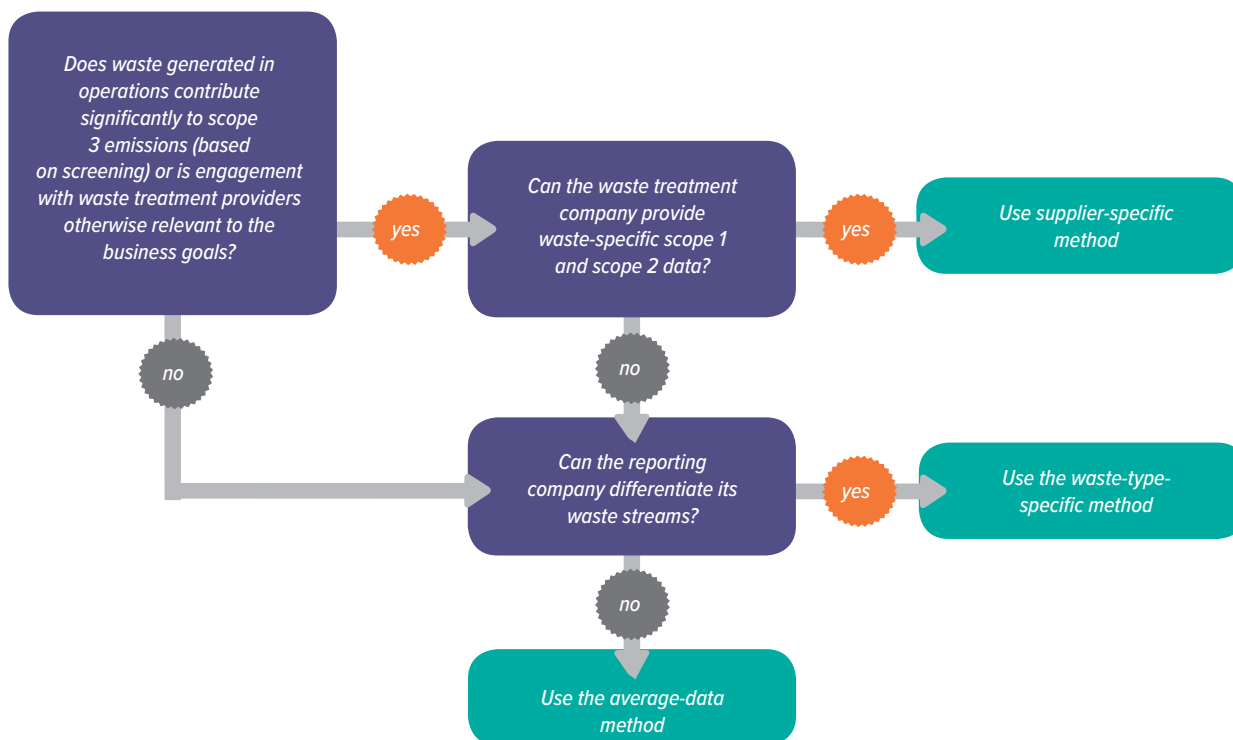 Does waste generated in
operations contribute
significantly to scope
3 emissions (based
on screening) or is engagement
with waste treatment providers
otherwise relevant to the
business goals?
yes
Can the waste treatment
company provide
waste-specific scope 1
and scope 2 data?
yes
Use supplier-specific
method
no
no
Can the reporting
company differentiate its
waste streams?
yes
Use the waste-type-
specific method
no
Use the average-data
method